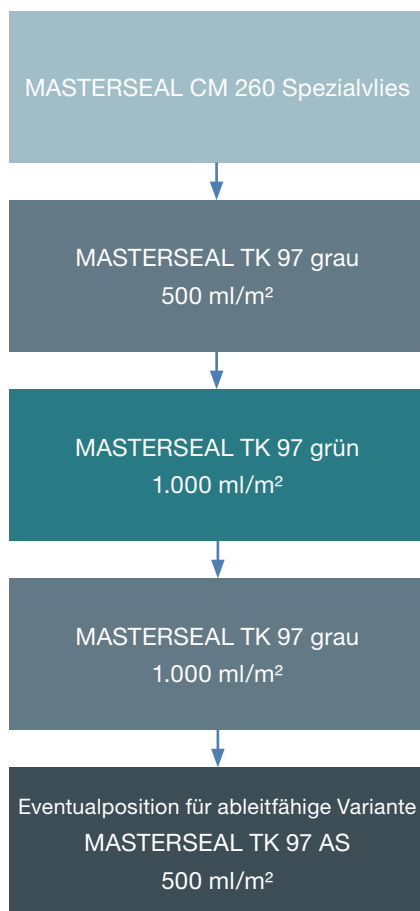 MASTERSEAL CM 260 Spezialvlies
MASTERSEAL TK 97 grau
500 ml/m²
MASTERSEAL TK 97 grün
1.000 ml/m²
MASTERSEAL TK 97 grau
1.000 ml/m²
Eventualposition für ableitfähige Variante
MASTERSEAL TK 97 AS
500 ml/m²